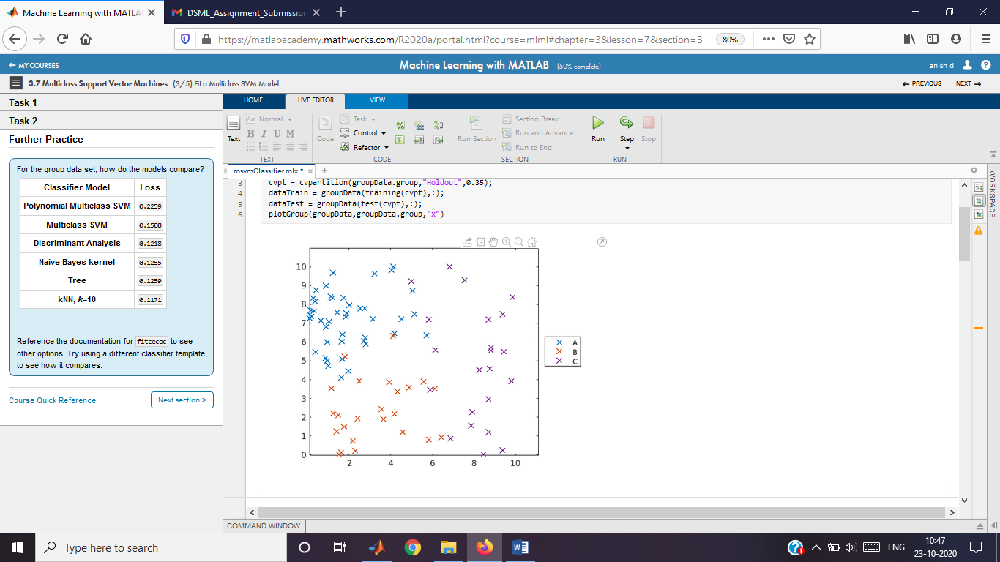 Machine Learning with MATLA
DSML_Assignment_Submission
https://matlabacademy.mathworks.com/R2020a/portal.html?course=mlml#chapter=3&lesson=7&section=3
80%
MY COURSES
Machine Learning with MATLAB (50% complete)
anish d
3.7 Multiclass Support Vector Machines: (3/5) Fit a Multiclass SVM Model
PREVIOUS
NEXT
Task 1
Task 2
Further Practice
For the group data set, how do the models compare?
Classifier Model Loss
Polynomial Multiclass SVM 0.2259
Multiclass SVM 0.1588
Discriminant Analysis 0.1218
Naive Bayes kernel 0.1255
Tree 0.1259
kNN, k=10 0.1171
Reference the documentation for fitcecoc to see
other options. Try using a different classifier template
to see how it compares.
Course Quick Reference
Next section >
HOME
LIVE EDITOR
VIEW
Text
Aa Normal
B I U M
TEXT
Code
Task
Control
Refactor
CODE
Run Section
Section Break
Run and Advance
Run to End
SECTION
Run
Step
Stop
RUN
msvmClassifier.mlx *
3 cvpt = cvpartition(groupData.group,"Holdout",0.35);
4 dataTrain = groupData(training(cvpt),:);
5 dataTest = groupData(test(cvpt),:);
6 plotGroup(groupData,groupData.group,"x")
10
9
8
7
6
5
4
3
2
1
0
2 4 6 8 10
A
B
C
WORKSPACE
COMMAND WINDOW
Type here to search
ENG
10:47
23-10-2020